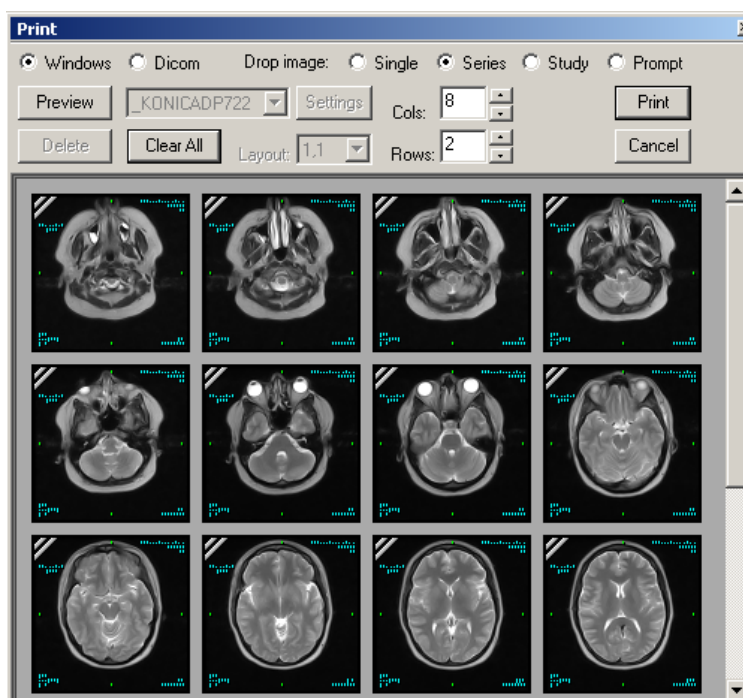 Print
Windows Dicom Drop image: Single Series Study Prompt
Preview _KONICADP722 Settings Cols: 8 Print
Delete Clear All Layout: 1,1 Rows: 2 Cancel